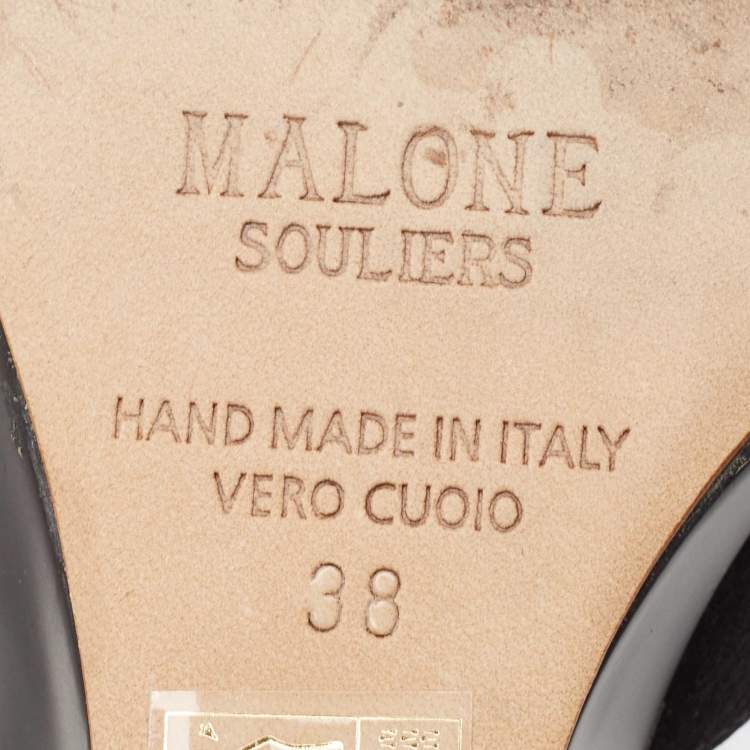 MALONE
SOULIERS
HAND MADE IN ITALY
VERO CUOIO
38